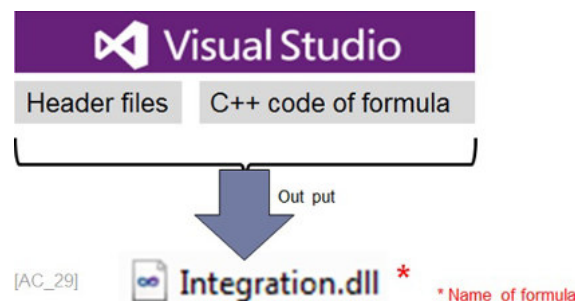 Visual Studio
Header files
C++ code of formula
Out put
[AC_29]
Integration.dll *
* Name of formula